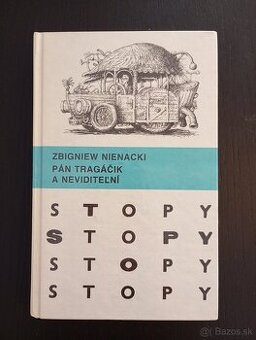 ZBIGNIEW NIENACKI
PÁN TRAGÁČIK
A NEVIDITEĽNÍ
STOPY
STOPY
STOPY
STOPY
Bazos.sk